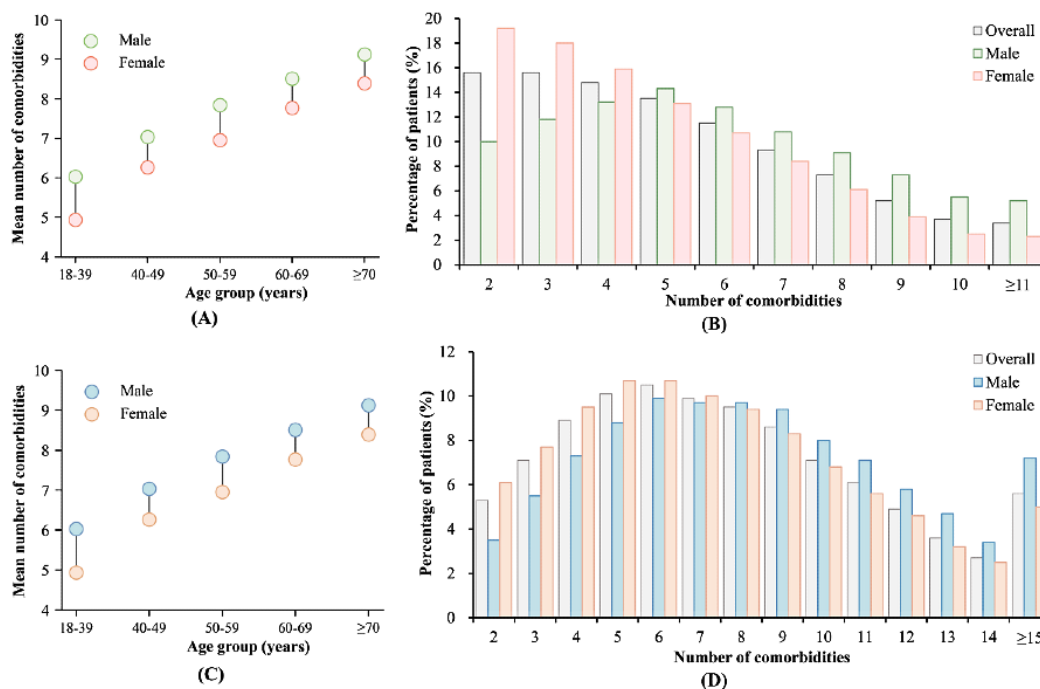 Mean number of comorbidities
10
9
8
7
6
5
4
Male
Female
18-39 40-49 50-59 60-69 ≥70
Age group (years)
(A)
Percentage of patients (%)
20
18
16
14
12
10
8
6
4
2
0
Overall
Male
Female
2 3 4 5 6 7 8 9 10 ≥11
Number of comorbidities
(B)
Mean number of comorbidities
10
9
8
7
6
5
4
Male
Female
18-39 40-49 50-59 60-69 ≥70
Age group (years)
(C)
Percentage of patients (%)
12
10
8
6
4
2
0
Overall
Male
Female
2 3 4 5 6 7 8 9 10 11 12 13 14 ≥15
Number of comorbidities
(D)